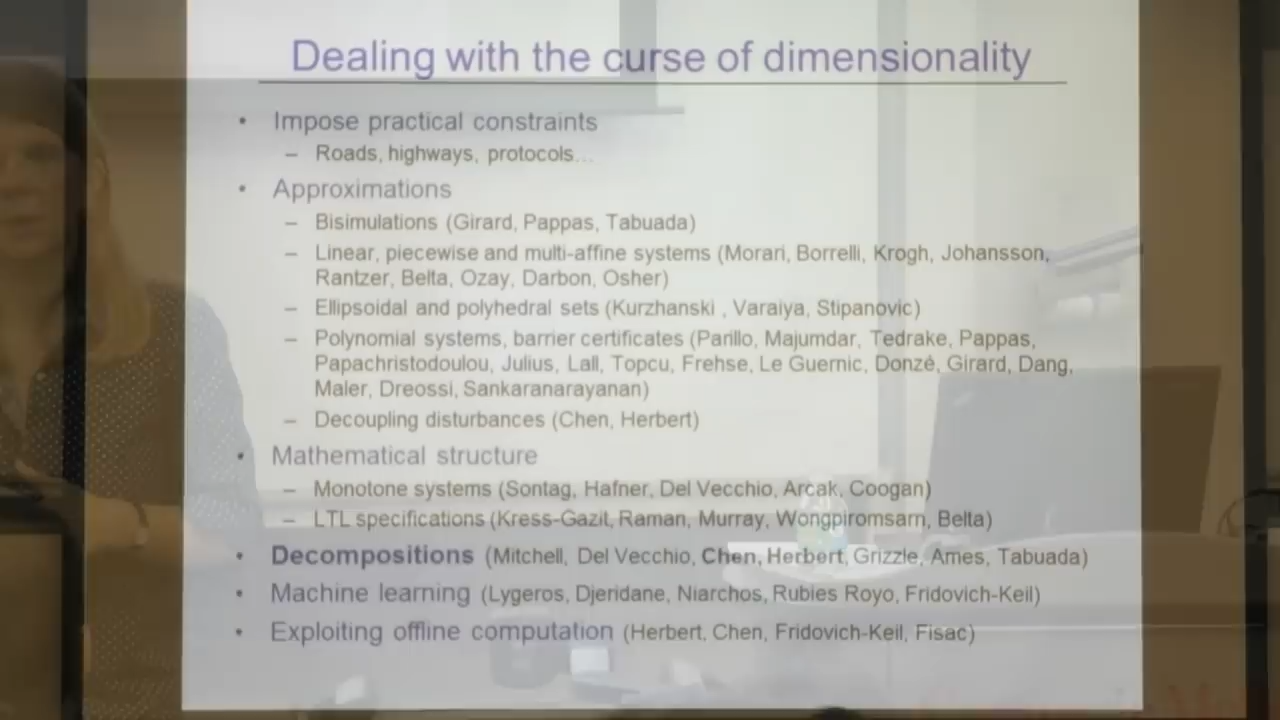 Dealing with the curse of dimensionality
• Impose practical constraints
– Roads, highways, protocols...
• Approximations
– Bisimulations (Girard, Pappas, Tabuada)
– Linear, piecewise and multi-affine systems (Morari, Borrelli, Krogh, Johansson,
Rantzer, Belta, Ozay, Darbon, Osher)
– Ellipsoidal and polyhedral sets (Kurzhanski , Varaiya, Stipanovic)
– Polynomial systems, barrier certificates (Parillo, Majumdar, Tedrake, Pappas,
Papachristodoulou, Julius, Lall, Topcu, Frehse, Le Guernic, Donzé, Girard, Dang,
Maler, Dreossi, Sankaranarayanan)
– Decoupling disturbances (Chen, Herbert)
• Mathematical structure
– Monotone systems (Sontag, Hafner, Del Vecchio, Arcak, Coogan)
– LTL specifications (Kress-Gazit, Raman, Murray, Wongpiromsarn, Belta)
• Decompositions (Mitchell, Del Vecchio, Chen, Herbert, Grizzle, Ames, Tabuada)
• Machine learning (Lygeros, Djeridane, Niarchos, Rubies Royo, Fridovich-Keil)
• Exploiting offline computation (Herbert, Chen, Fridovich-Keil, Fisac)